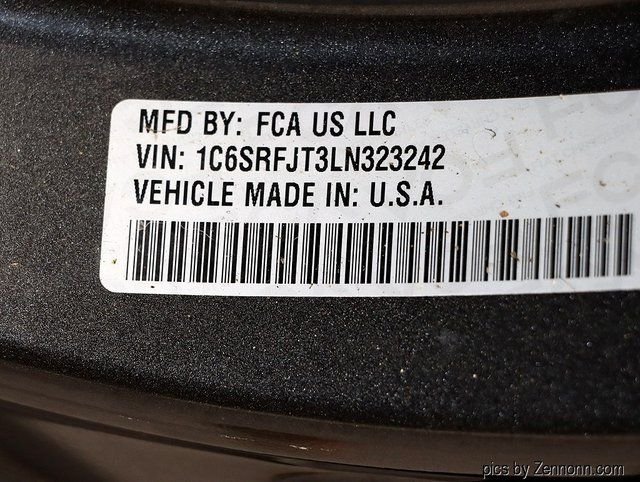 MFD BY: FCA US LLC
VIN: 1C6SRFJT3LN323242
VEHICLE MADE IN: U.S.A.
pics by Zennonn.com